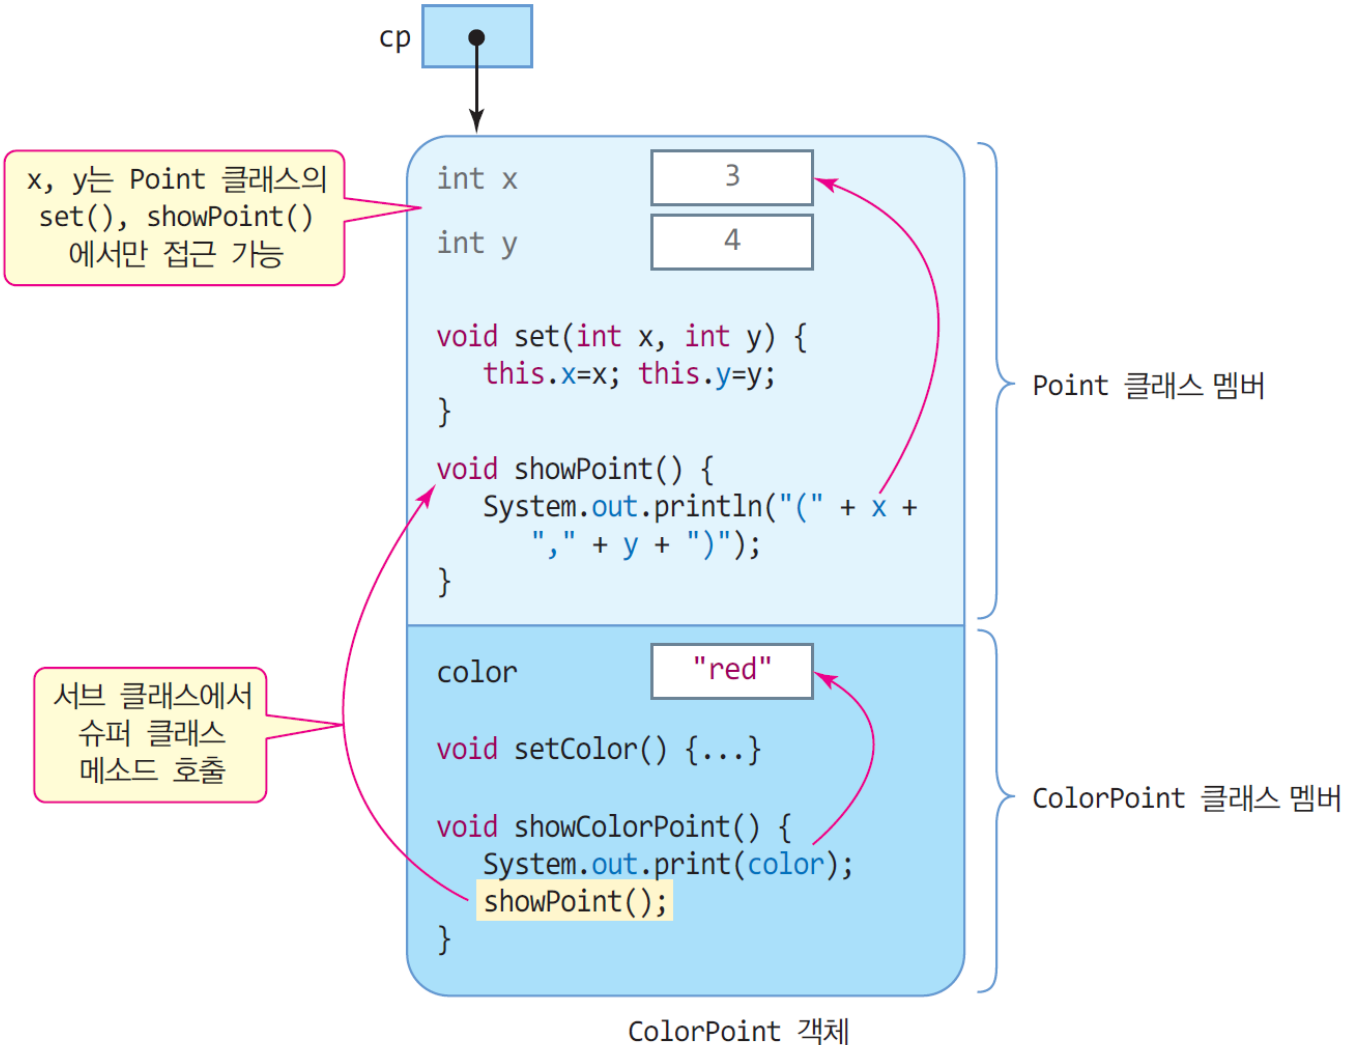 cp
x, y는 Point 클래스의
set(), showPoint()
에서만 접근 가능
int x
3
int y
4
void set(int x, int y) {
this.x=x; this.y=y;
}
void showPoint() {
System.out.println("(" + x +
"," + y + ")");
}
Point 클래스 멤버
서브 클래스에서
슈퍼 클래스
메소드 호출
color
"red"
void setColor() {...}
void showColorPoint() {
System.out.print(color);
showPoint();
}
ColorPoint 클래스 멤버
ColorPoint 객체